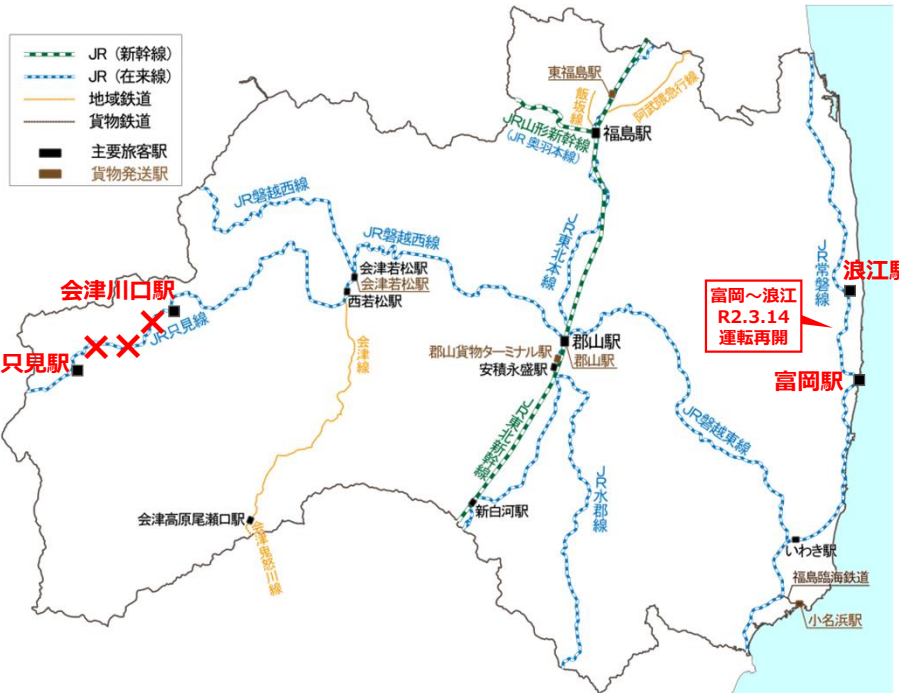 JR（新幹線）
JR（在来線）
地域鉄道
貨物鉄道
主要旅客駅
貨物発送駅
東福島駅
飯坂線
阿武隈急行線
JR山形新幹線
（JR奥羽本線）
福島駅
JR磐越西線
JR磐越西線
JR東北本線
JR常磐線
会津若松駅
会津若松駅
西若松駅
会津川口駅
JR只見線
只見駅
浪江駅
富岡～浪江
R2.3.14
運転再開
富岡駅
郡山駅
郡山貨物ターミナル駅
郡山駅
安積永盛駅
会津線
JR東北新幹線
JR磐越東線
JR水郡線
新白河駅
会津高原尾瀬口駅
会津鬼怒川線
いわき駅
福島臨海鉄道
小名浜駅